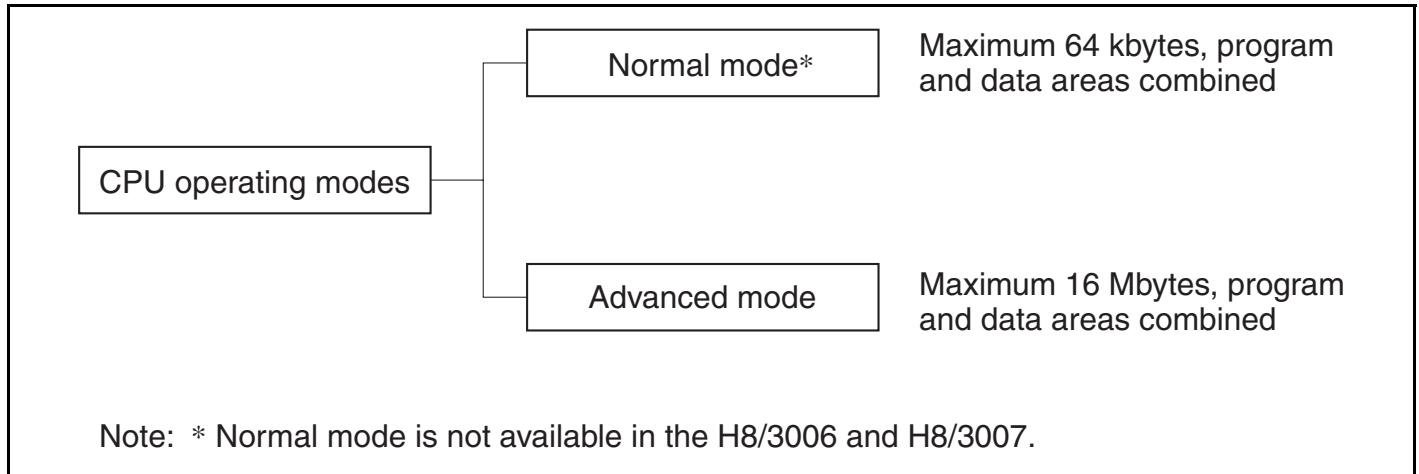 Normal mode*
Maximum 64 kbytes, program
and data areas combined
CPU operating modes
Advanced mode
Maximum 16 Mbytes, program
and data areas combined
Note: * Normal mode is not available in the H8/3006 and H8/3007.